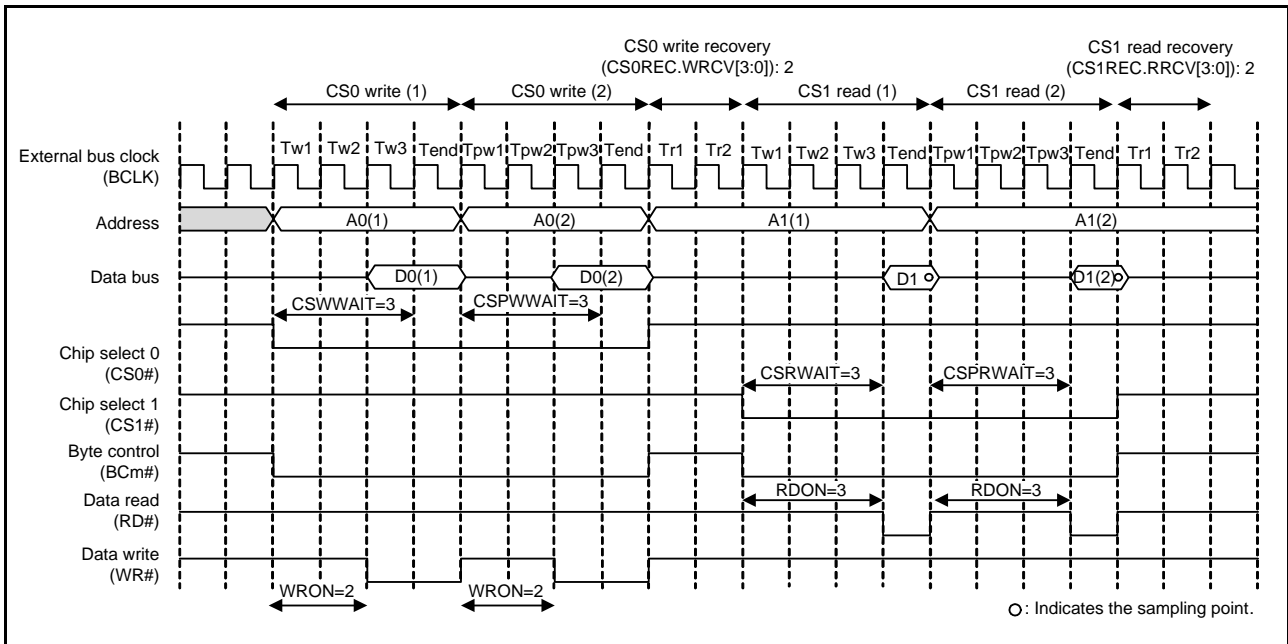 CS0 write recovery
(CS0REC.WRCV[3:0]): 2
CS1 read recovery
(CS1REC.RRCV[3:0]): 2
CS0 write (1) CS0 write (2) CS1 read (1) CS1 read (2)
Tw1 Tw2 Tw3 Tend Tpw1 Tpw2 Tpw3 Tend Tr1 Tr2 Tw1 Tw2 Tw3 Tend Tpw1 Tpw2 Tpw3 Tend Tr1 Tr2
External bus clock
(BCLK)
Address A0(1) A0(2) A1(1) A1(2)
Data bus D0(1) D0(2) D1 D1(2)
CSWWAIT=3 CSPWWAIT=3
Chip select 0
(CS0#)
CSRWAIT=3 CSPRWAIT=3
Chip select 1
(CS1#)
Byte control
(BCm#)
RDON=3 RDON=3
Data read
(RD#)
Data write
(WR#)
WRON=2 WRON=2
: Indicates the sampling point.